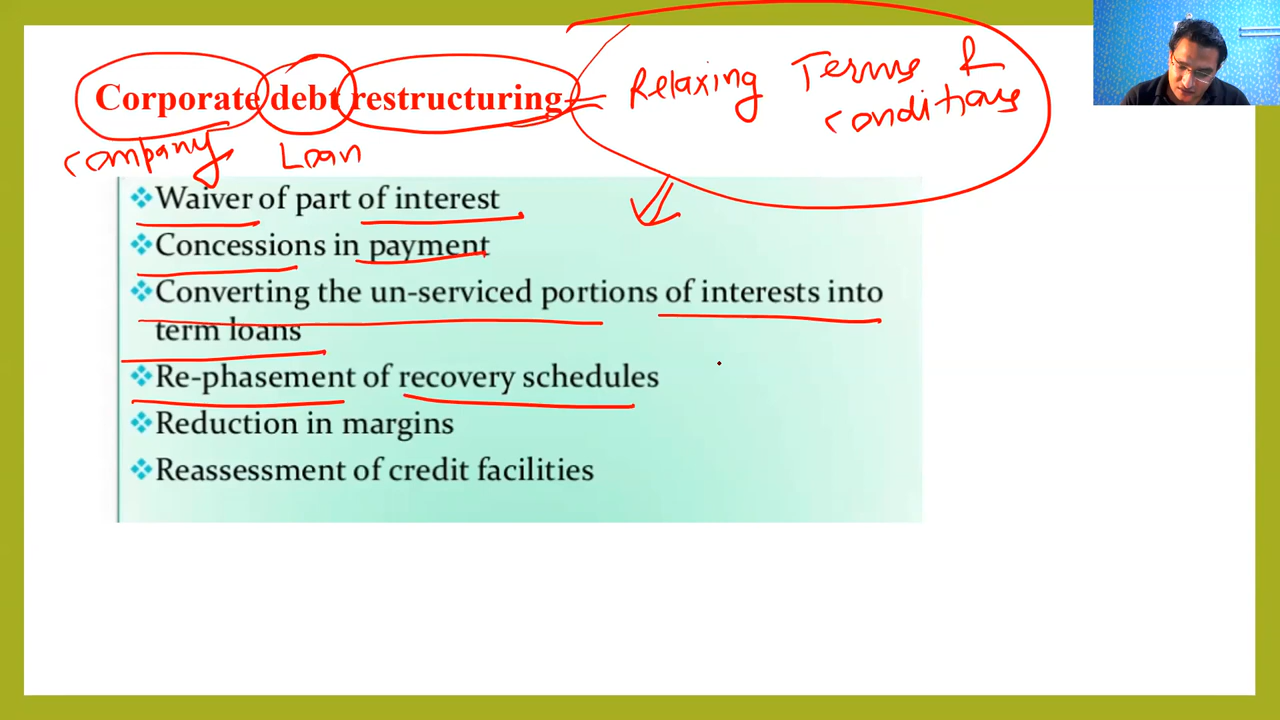 Relaxing Terms &
conditions
Corporate debt restructuring =
company Loan
Waiver of part of interest
Concessions in payment
Converting the un-serviced portions of interests into
term loans
Re-phasement of recovery schedules
Reduction in margins
Reassessment of credit facilities